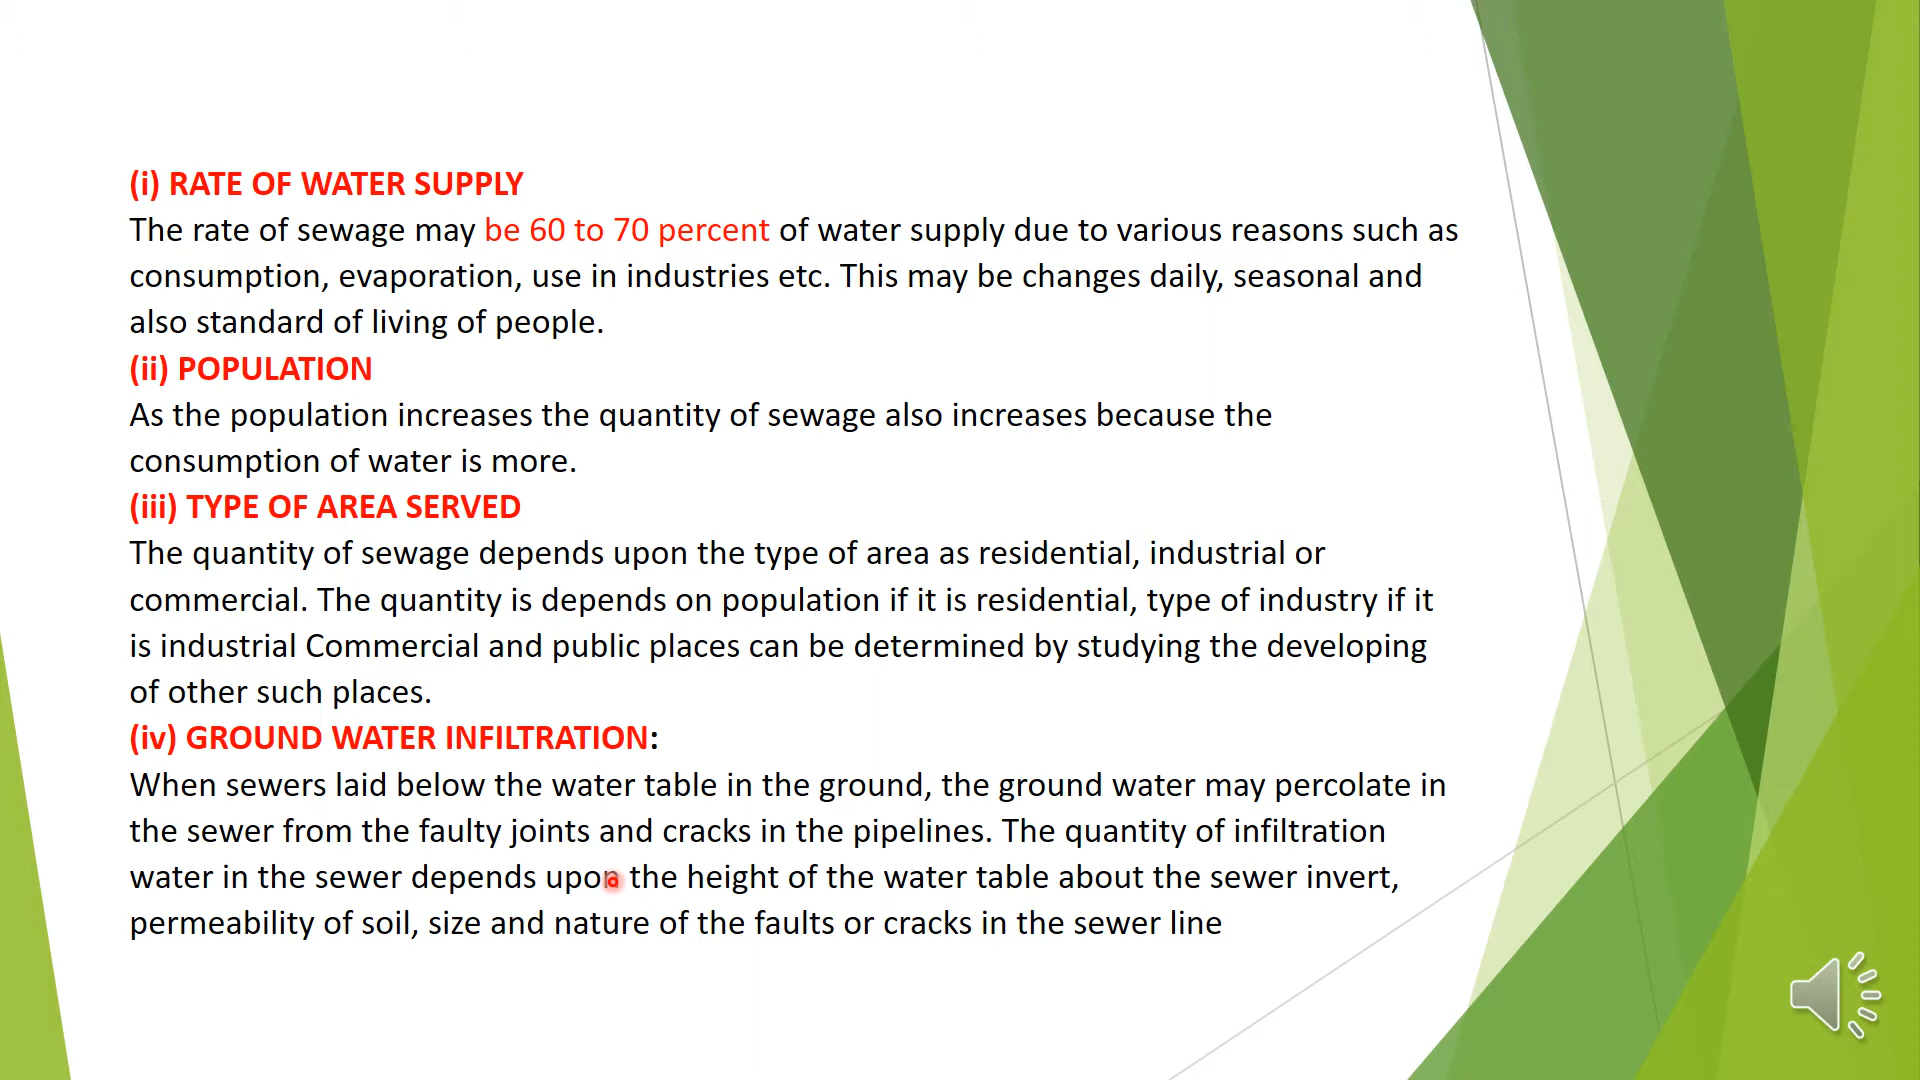 (i) RATE OF WATER SUPPLY
The rate of sewage may be 60 to 70 percent of water supply due to various reasons such as
consumption, evaporation, use in industries etc. This may be changes daily, seasonal and
also standard of living of people.
(ii) POPULATION
As the population increases the quantity of sewage also increases because the
consumption of water is more.
(iii) TYPE OF AREA SERVED
The quantity of sewage depends upon the type of area as residential, industrial or
commercial. The quantity is depends on population if it is residential, type of industry if it
is industrial Commercial and public places can be determined by studying the developing
of other such places.
(iv) GROUND WATER INFILTRATION:
When sewers laid below the water table in the ground, the ground water may percolate in
the sewer from the faulty joints and cracks in the pipelines. The quantity of infiltration
water in the sewer depends upon the height of the water table about the sewer invert,
permeability of soil, size and nature of the faults or cracks in the sewer line